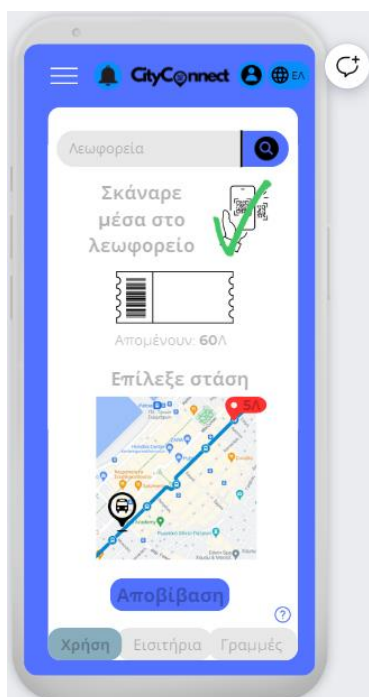 CityConnect
ΕΛ
Λεωφορεία
Σκάναρε
μέσα στο
λεωφορείο
Απομένουν: 60Λ
Επίλεξε στάση
5Λ
Αποβίβαση
?
Χρήση Εισιτήρια Γραμμές